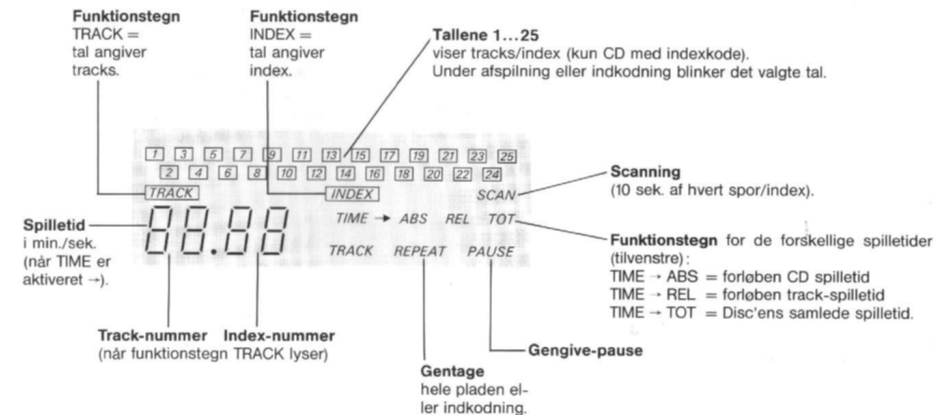 Funktionstegn
TRACK =
tal angiver
tracks.
Funktionstegn
INDEX =
tal angiver
index.
Tallene 1...25
viser tracks/index (kun CD med indexkode).
Under afspilning eller indkodning blinker det valgte tal.
1 3 5 7 9 11 13 15 17 19 21 23 25
2 4 6 8 10 12 14 16 18 20 22 24
TRACK INDEX SCAN
TIME → ABS REL TOT
88.88
TRACK REPEAT PAUSE
Scanning
(10 sek. af hvert spor/index).
Spilletid
i min./sek.
(når TIME er
aktiveret →).
Funktionstegn for de forskellige spilletider
(tilvenstre):
TIME → ABS = forløben CD spilletid
TIME → REL = forløben track-spilletid
TIME → TOT = Disc'ens samlede spilletid.
Track-nummer Index-nummer
(når funktionstegn TRACK lyser)
Gengive-pause
Gentage
hele pladen el-
ler indkodning.